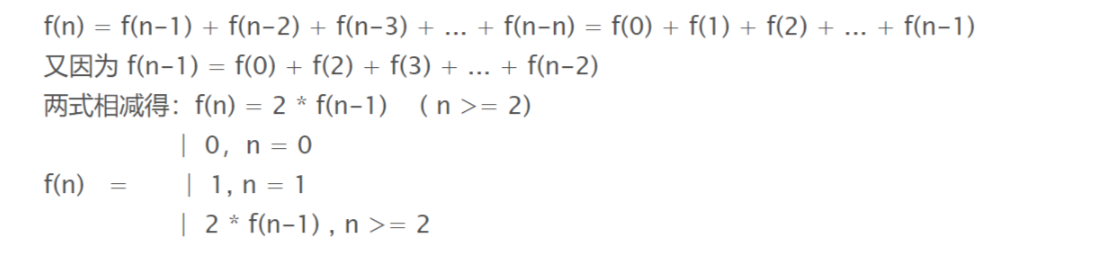 f(n) = f(n-1) + f(n-2) + f(n-3) + ... + f(n-n) = f(0) + f(1) + f(2) + ... + f(n-1)
又因为 f(n-1) = f(0) + f(2) + f(3) + ... + f(n-2)
两式相减得：f(n) = 2 * f(n-1) ( n >= 2)
| 0, n = 0
f(n) = | 1, n = 1
| 2 * f(n-1) , n >= 2